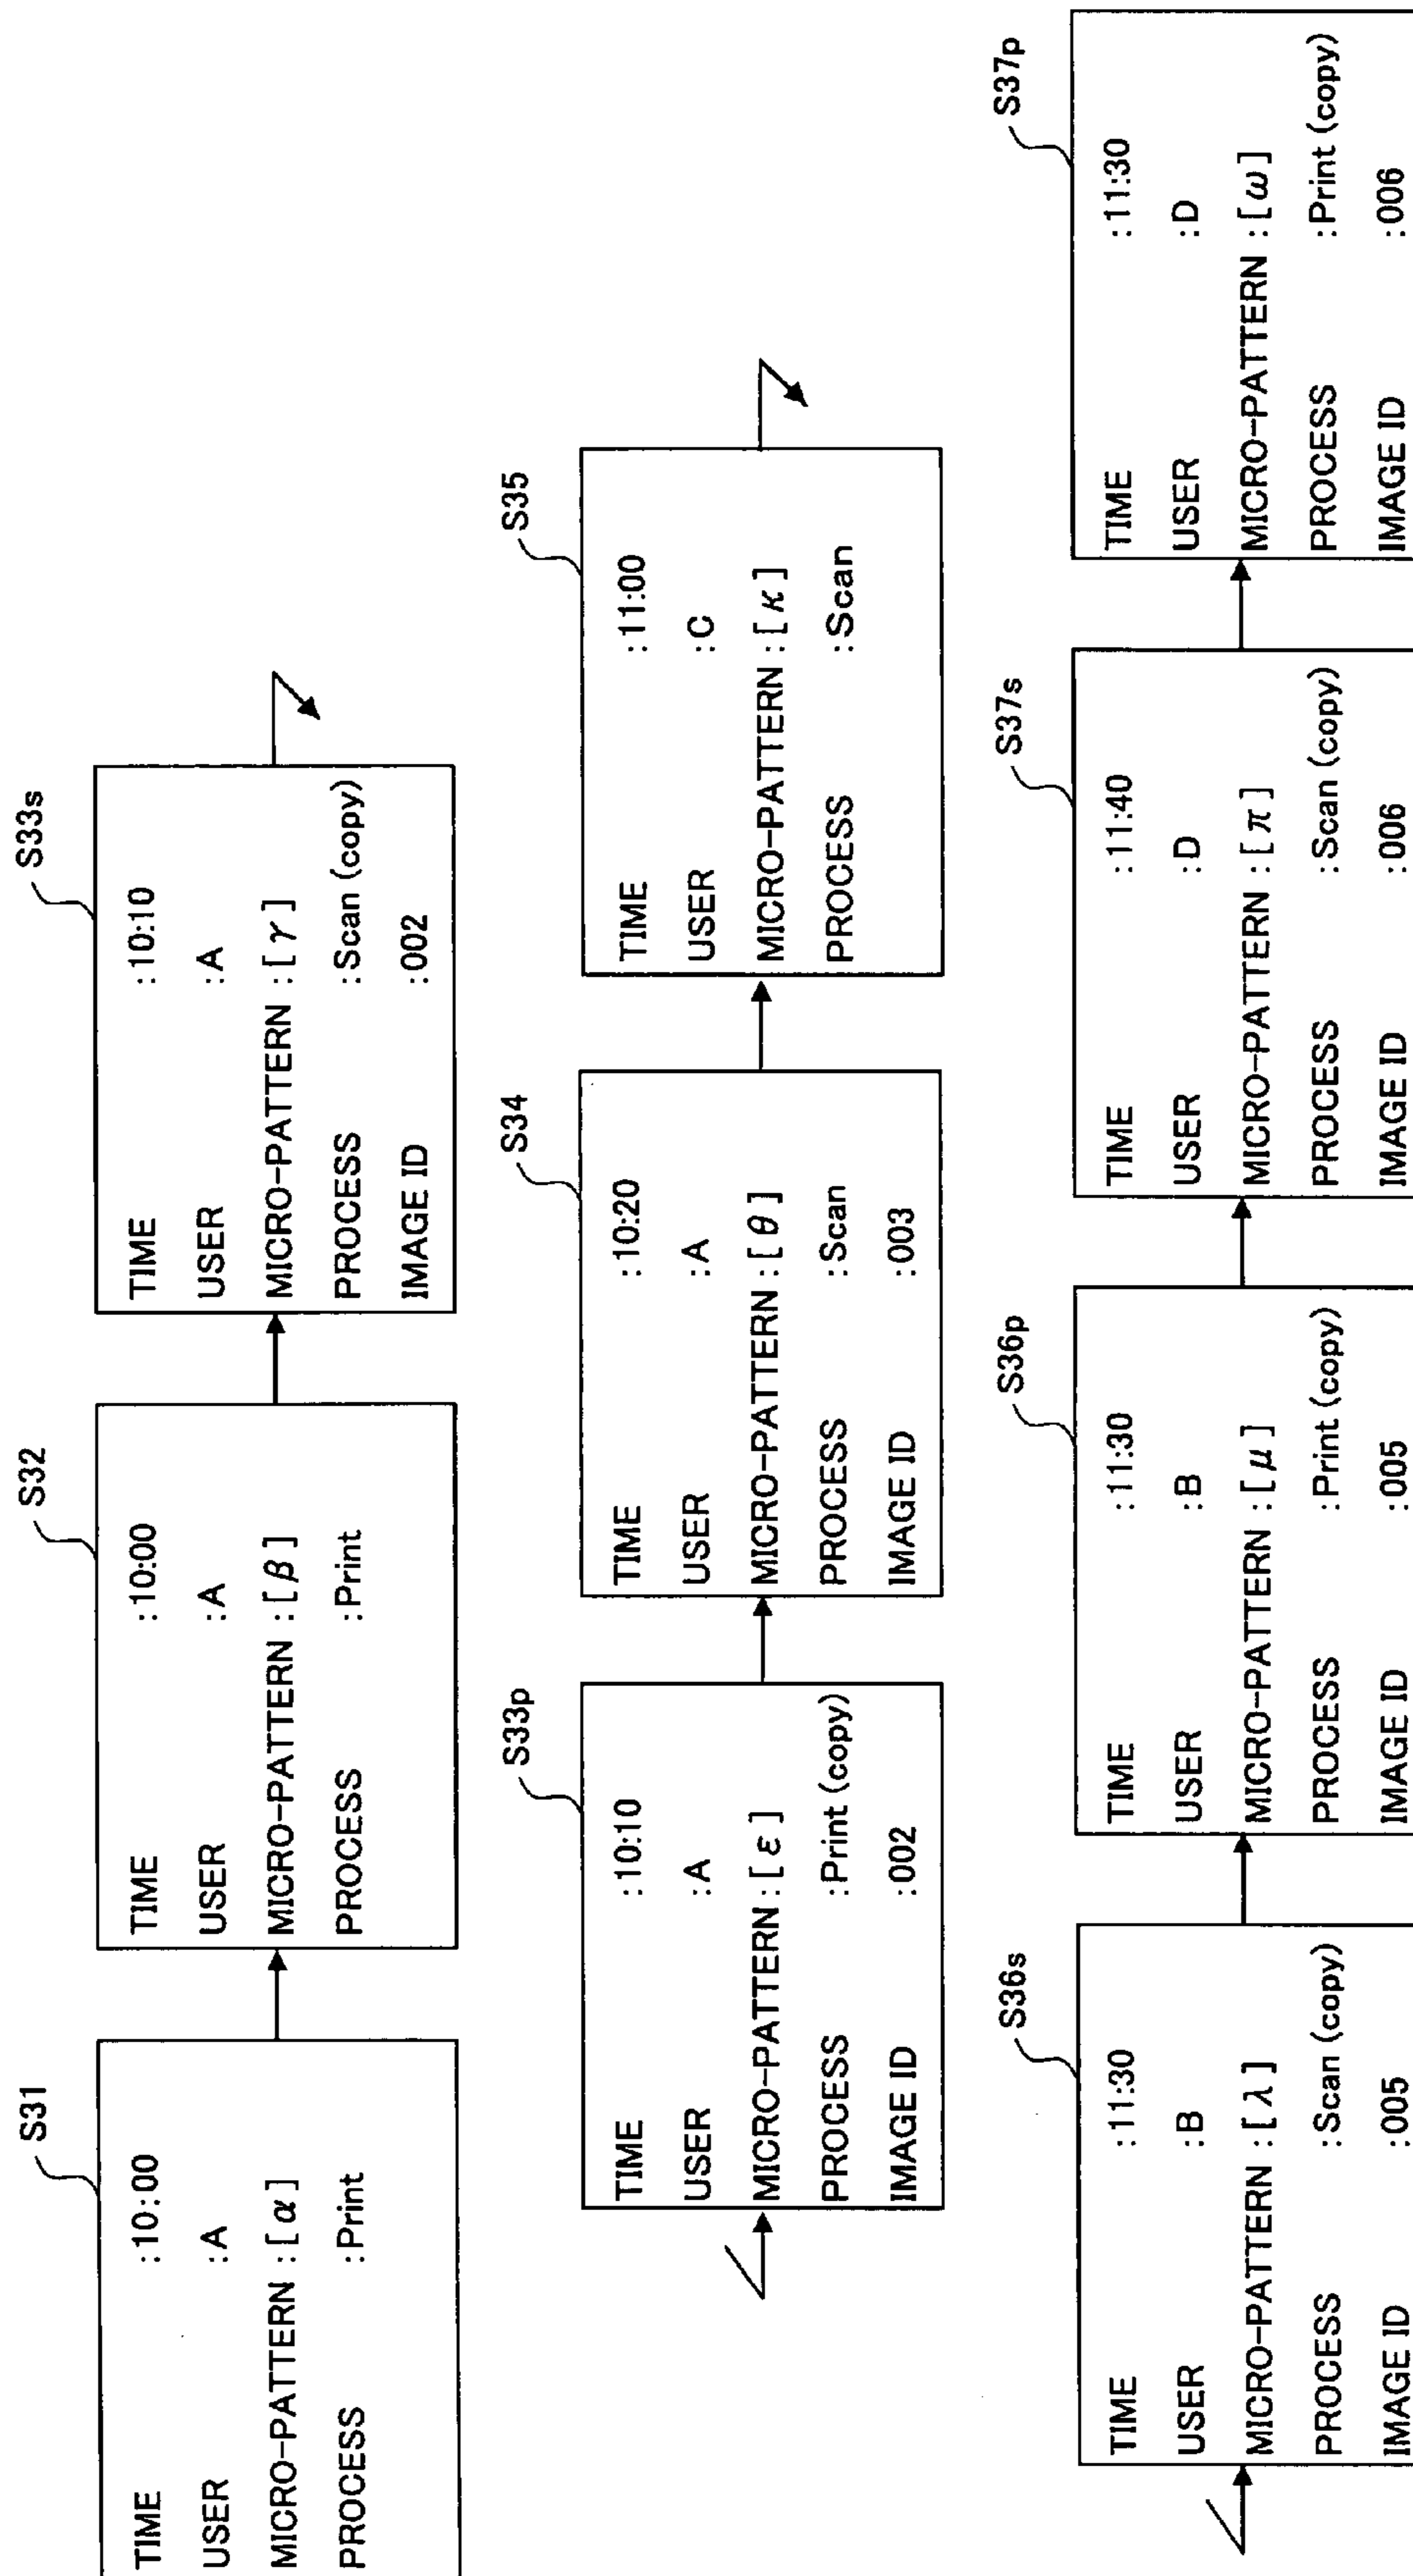 S31
TIME :10:00
USER :A
MICRO-PATTERN :[α]
PROCESS :Print
S32
TIME :10:00
USER :A
MICRO-PATTERN :[β]
PROCESS :Print
S33s
TIME :10:10
USER :A
MICRO-PATTERN :[γ]
PROCESS :Scan (copy)
IMAGE ID :002
S33p
TIME :10:10
USER :A
MICRO-PATTERN :[ε]
PROCESS :Print (copy)
IMAGE ID :002
S34
TIME :10:20
USER :A
MICRO-PATTERN :[θ]
PROCESS :Scan
IMAGE ID :003
S35
TIME :11:00
USER :C
MICRO-PATTERN :[κ]
PROCESS :Scan
S36s
TIME :11:30
USER :B
MICRO-PATTERN :[λ]
PROCESS :Scan (copy)
IMAGE ID :005
S36p
TIME :11:30
USER :B
MICRO-PATTERN :[μ]
PROCESS :Print (copy)
IMAGE ID :005
S37s
TIME :11:40
USER :D
MICRO-PATTERN :[π]
PROCESS :Scan (copy)
IMAGE ID :006
S37p
TIME :11:30
USER :D
MICRO-PATTERN :[ω]
PROCESS :Print (copy)
IMAGE ID :006